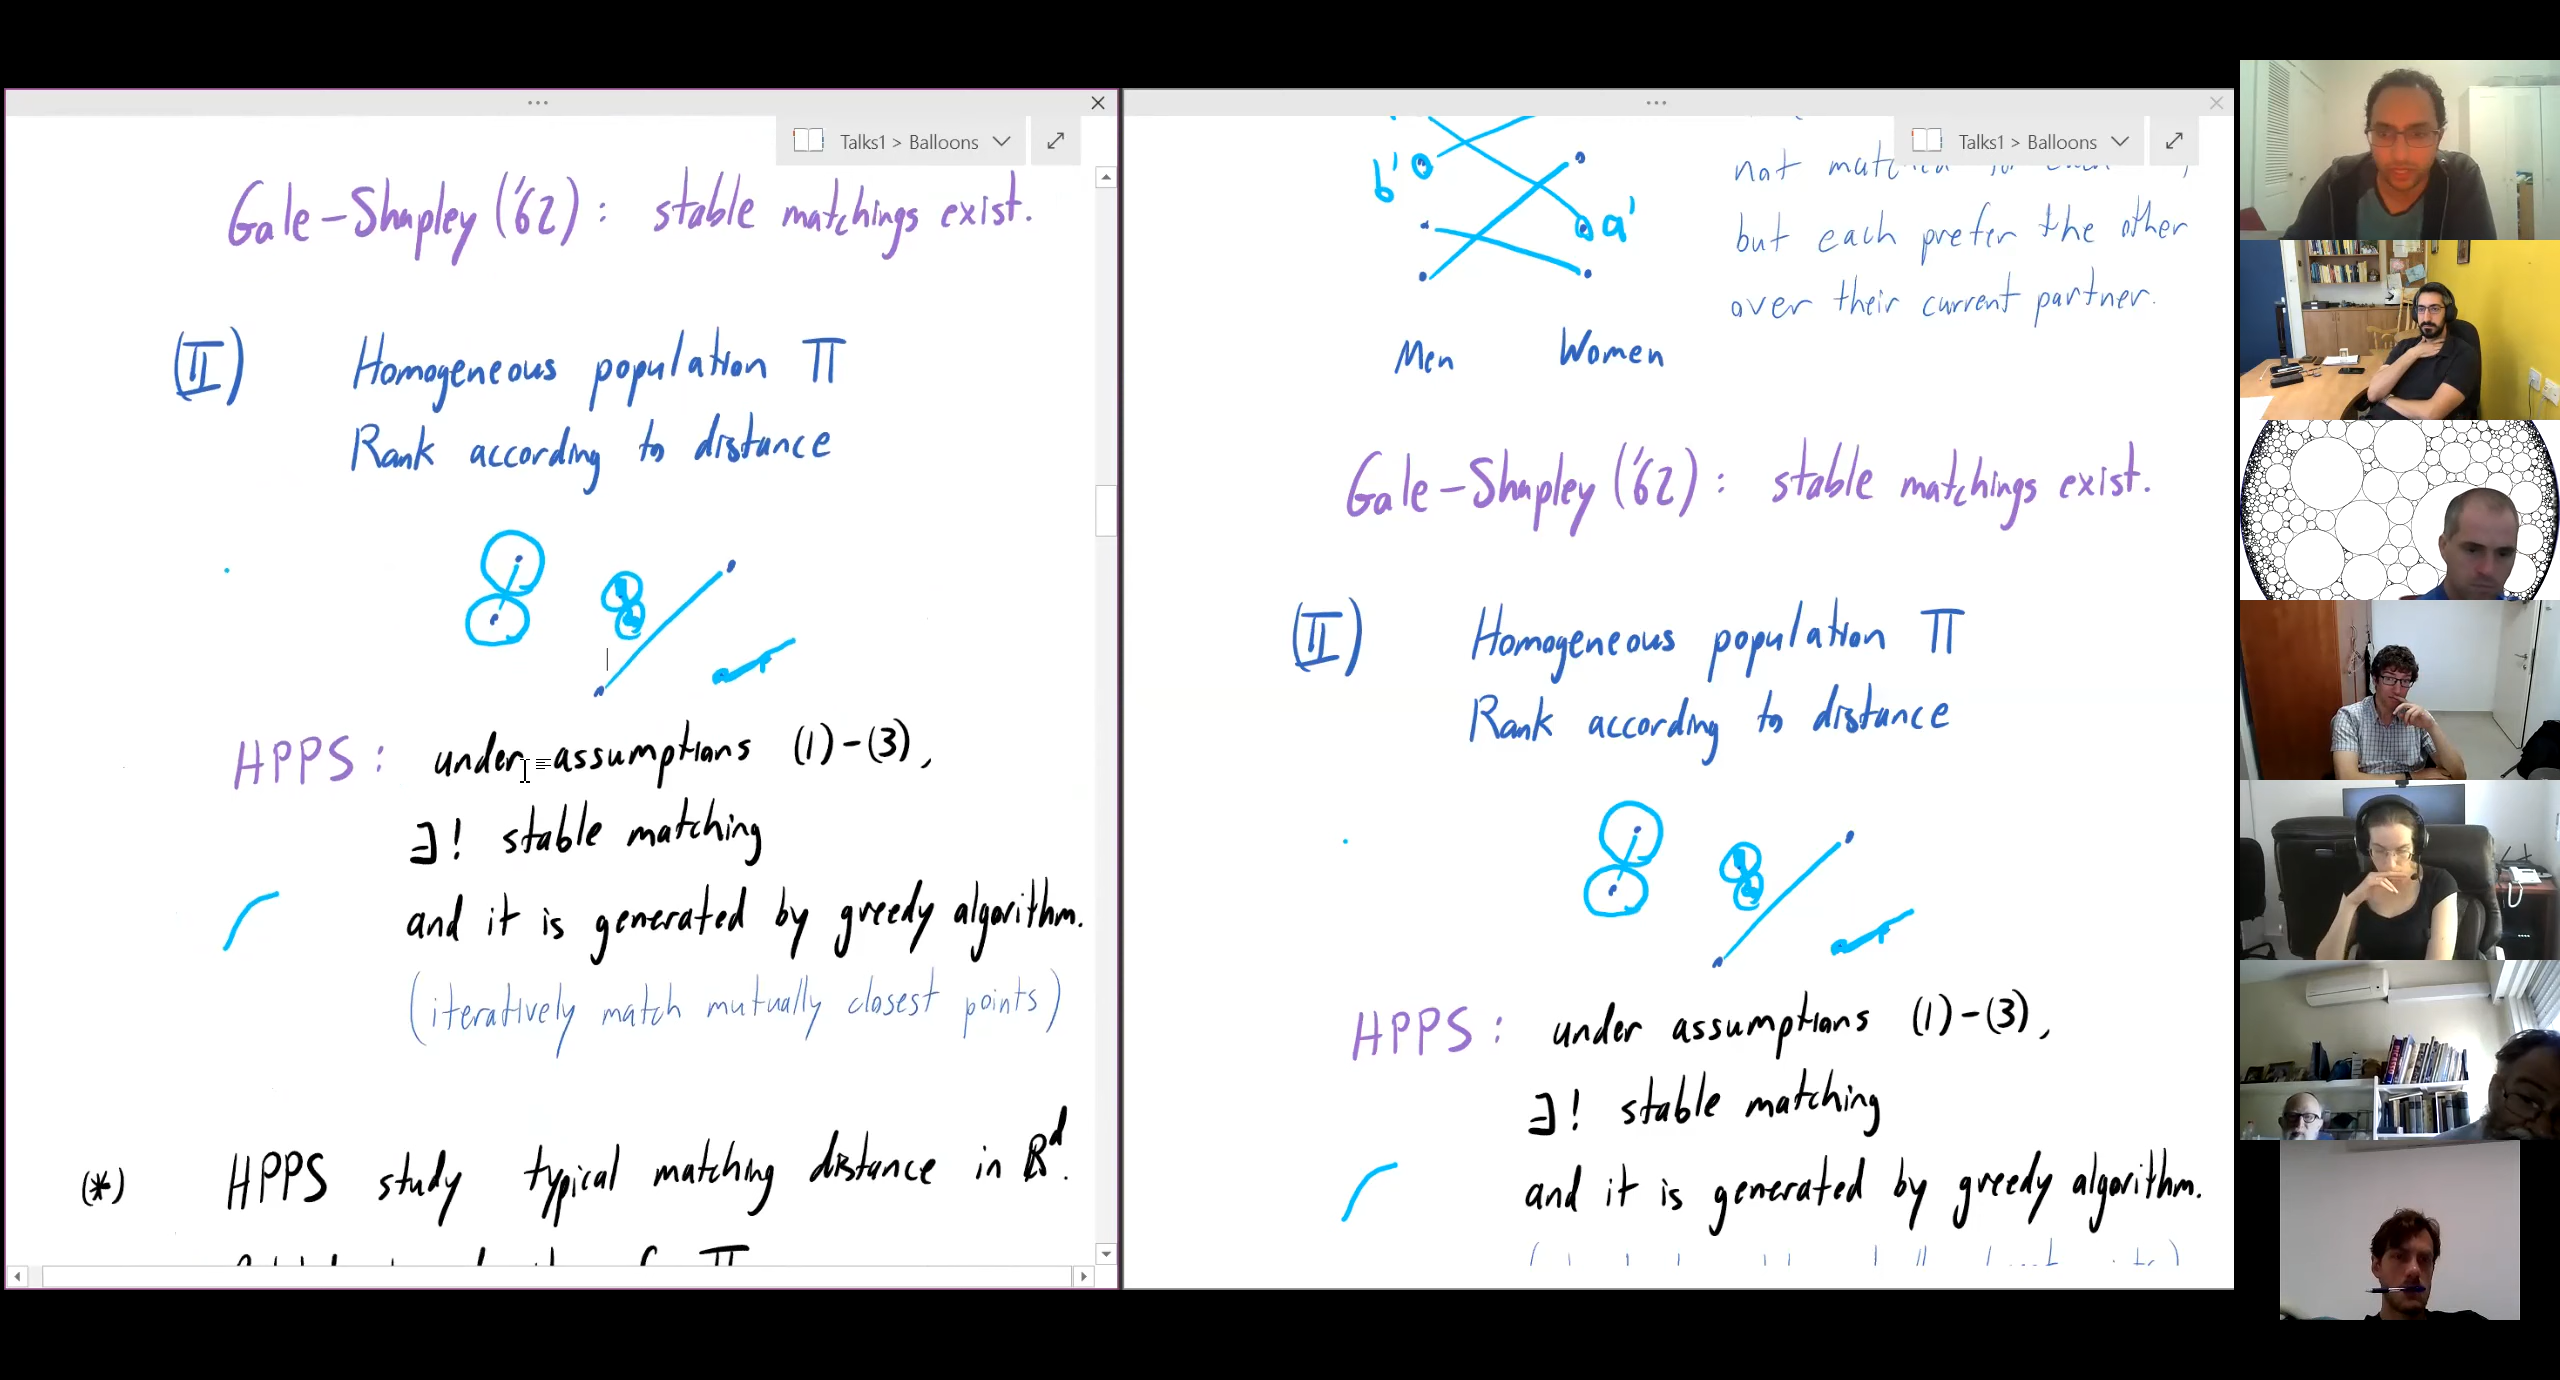 Talks1 > Balloons
Gale-Shapley ('62): stable matchings exist.
(II) Homogeneous population Π
Rank according to distance
HPPS: under assumptions (1)-(3),
∃! stable matching
and it is generated by greedy algorithm.
(iteratively match mutually closest points)
(*) HPPS study typical matching distance in ℝᵈ.
Talks1 > Balloons
b'
a'
Men Women
not
but each prefer the other
over their current partner.
Gale-Shapley ('62): stable matchings exist.
(II) Homogeneous population Π
Rank according to distance
HPPS: under assumptions (1)-(3),
∃! stable matching
and it is generated by greedy algorithm.